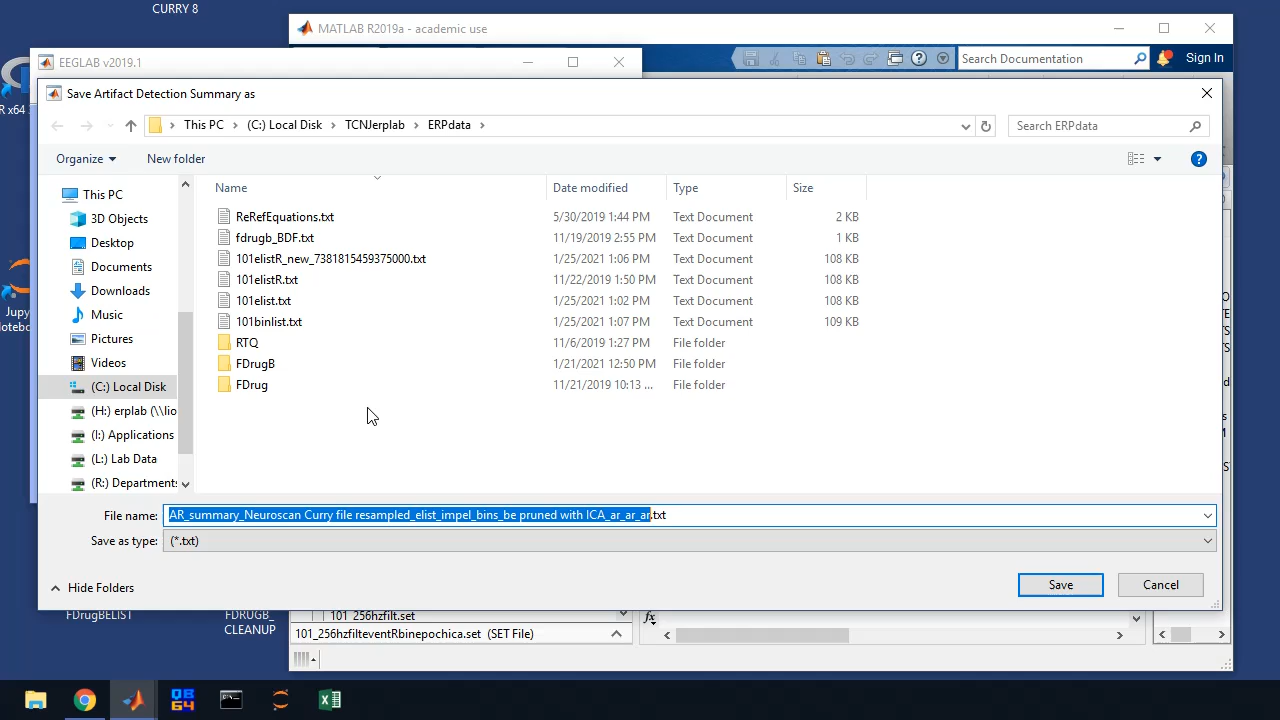 CURRY 8
MATLAB R2019a - academic use
EEGLAB v2019.1
Search Documentation
Sign In
R x64 3
Save Artifact Detection Summary as
This PC
(C:) Local Disk
TCNJerplab
ERPdata
Search ERPdata
Organize
New folder
Name
Date modified
Type
Size
This PC
3D Objects
Desktop
Documents
Downloads
Music
Pictures
Videos
(C:) Local Disk
(H:) erplab (\\lio
(I:) Applications
(L:) Lab Data
(R:) Departments
ReRefEquations.txt 5/30/2019 1:44 PM Text Document 2 KB
fdrugb_BDF.txt 11/19/2019 2:55 PM Text Document 1 KB
101elistR_new_7381815459375000.txt 1/25/2021 1:06 PM Text Document 108 KB
101elistR.txt 11/22/2019 1:50 PM Text Document 108 KB
101elist.txt 1/25/2021 1:02 PM Text Document 108 KB
101binlist.txt 1/25/2021 1:07 PM Text Document 109 KB
RTQ 11/6/2019 1:27 PM File folder
FDrugB 1/21/2021 12:50 PM File folder
FDrug 11/21/2019 10:13 ... File folder
File name: AR_summary_Neuroscan Curry file resampled_elist_impel_bins_be pruned with ICA_ar_ar_ar.txt
Save as type: (*.txt)
Hide Folders
Save
Cancel
FDrugBELIST
FDRUGB_
CLEANUP
101_256hzfilt.set
101_256hzfilteventRbinepochica.set (SET File)
fx